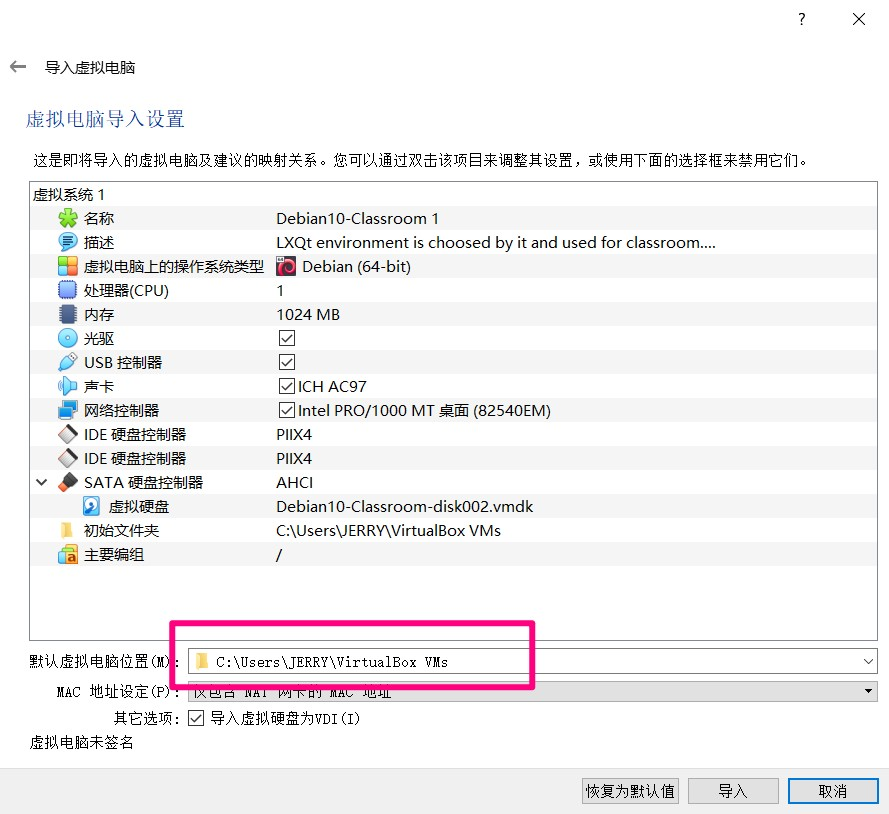 ?
导入虚拟电脑
虚拟电脑导入设置
这是即将导入的虚拟电脑及建议的映射关系。您可以通过双击该项目来调整其设置，或使用下面的选择框来禁用它们。
虚拟系统 1
名称 Debian10-Classroom 1
描述 LXQt environment is choosed by it and used for classroom....
虚拟电脑上的操作系统类型 Debian (64-bit)
处理器(CPU) 1
内存 1024 MB
光驱
USB 控制器
声卡 ICH AC97
网络控制器 Intel PRO/1000 MT 桌面 (82540EM)
IDE 硬盘控制器 PIIX4
IDE 硬盘控制器 PIIX4
SATA 硬盘控制器 AHCI
虚拟硬盘 Debian10-Classroom-disk002.vmdk
初始文件夹 C:\Users\JERRY\VirtualBox VMs
主要编组 /
默认虚拟电脑位置(M): C:\Users\JERRY\VirtualBox VMs
MAC 地址设定(P): 仅包含 NAT 网卡的 MAC 地址
其它选项: 导入虚拟硬盘为VDI(I)
虚拟电脑未签名
恢复为默认值 导入 取消